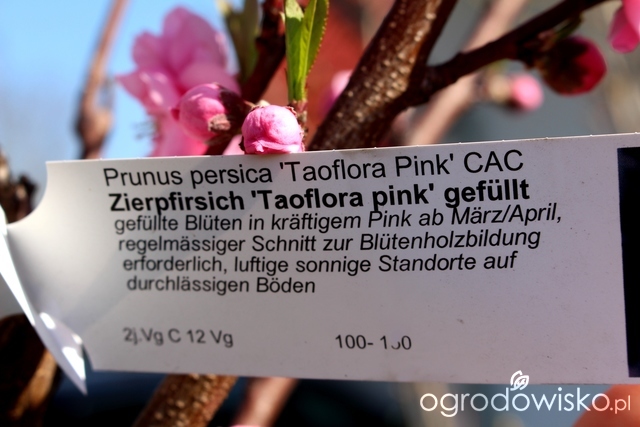 Prunus persica 'Taoflora Pink' CAC
Zierpfirsich 'Taoflora pink' gefüllt
gefüllte Blüten in kräftigem Pink ab März/April,
regelmässiger Schnitt zur Blütenholzbildung
erforderlich, luftige sonnige Standorte auf
durchlässigen Böden
2j.Vg C 12 Vg 100-
ogrodowisko.pl